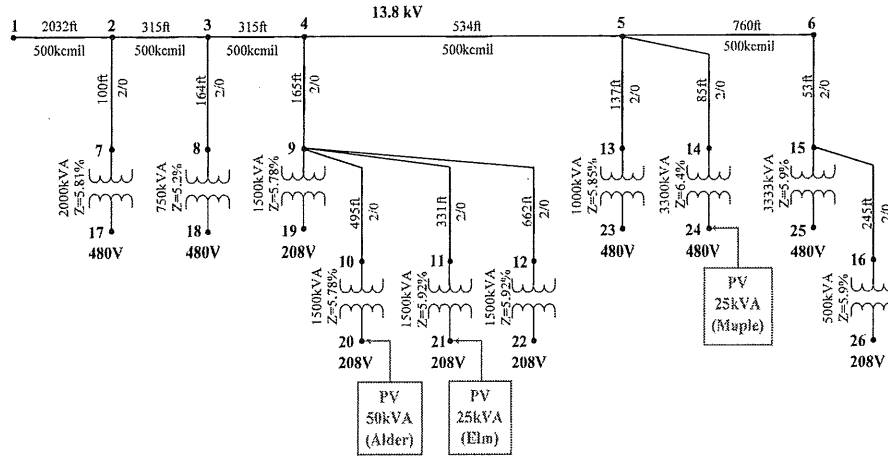 13.8 kV
1 2032ft 2 315ft 3 315ft 4 534ft 5 760ft 6
500kcmil 500kcmil 500kcmil 500kcmil 500kcmil
100ft 2/0
164ft 2/0
165ft 2/0
137ft 2/0
85ft 2/0
53ft 2/0
7 8 9 13 14 15
2000kVA
Z=5.81%
750kVA
Z=5.2%
1500kVA
Z=5.78%
1000kVA
Z=5.85%
3300kVA
Z=6.4%
3333kVA
Z=5.9%
17 18 19 23 24 25
480V 480V 208V 480V 480V 480V
495ft 2/0
331ft 2/0
662ft 2/0
245ft 2/0
10 11 12 16
1500kVA
Z=5.78%
1500kVA
Z=5.92%
1500kVA
Z=5.92%
500kVA
Z=5.9%
20 21 22 26
208V 208V 208V 208V
PV
25kVA
(Maple)
PV
50kVA
(Alder)
PV
25kVA
(Elm)